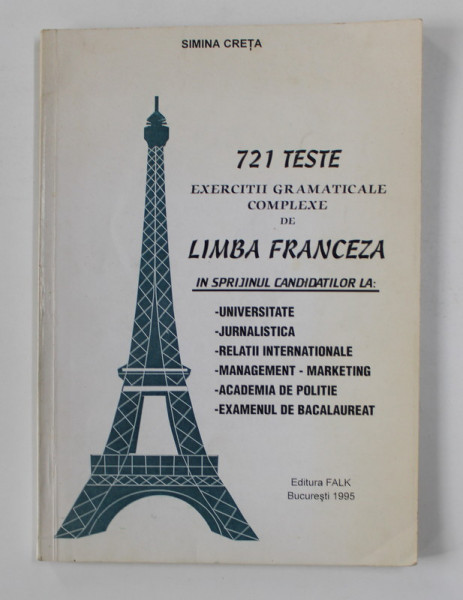 SIMINA CREȚA
721 TESTE
EXERCITII GRAMATICALE
COMPLEXE
DE
LIMBA FRANCEZA
IN SPRIJINUL CANDIDATILOR LA:
-UNIVERSITATE
-JURNALISTICA
-RELATII INTERNATIONALE
-MANAGEMENT - MARKETING
-ACADEMIA DE POLITIE
-EXAMENUL DE BACALAUREAT
Editura FALK
București 1995